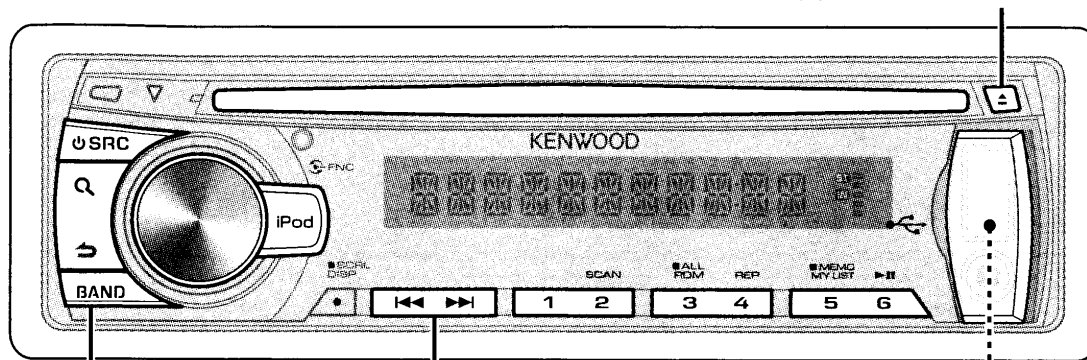 SRC
KENWOOD
FNC
iPod
SCRL
DISP
SCAN
ALL
RDM
REP
MEMO
MY LIST
BAND
1 2
3 4
5 6